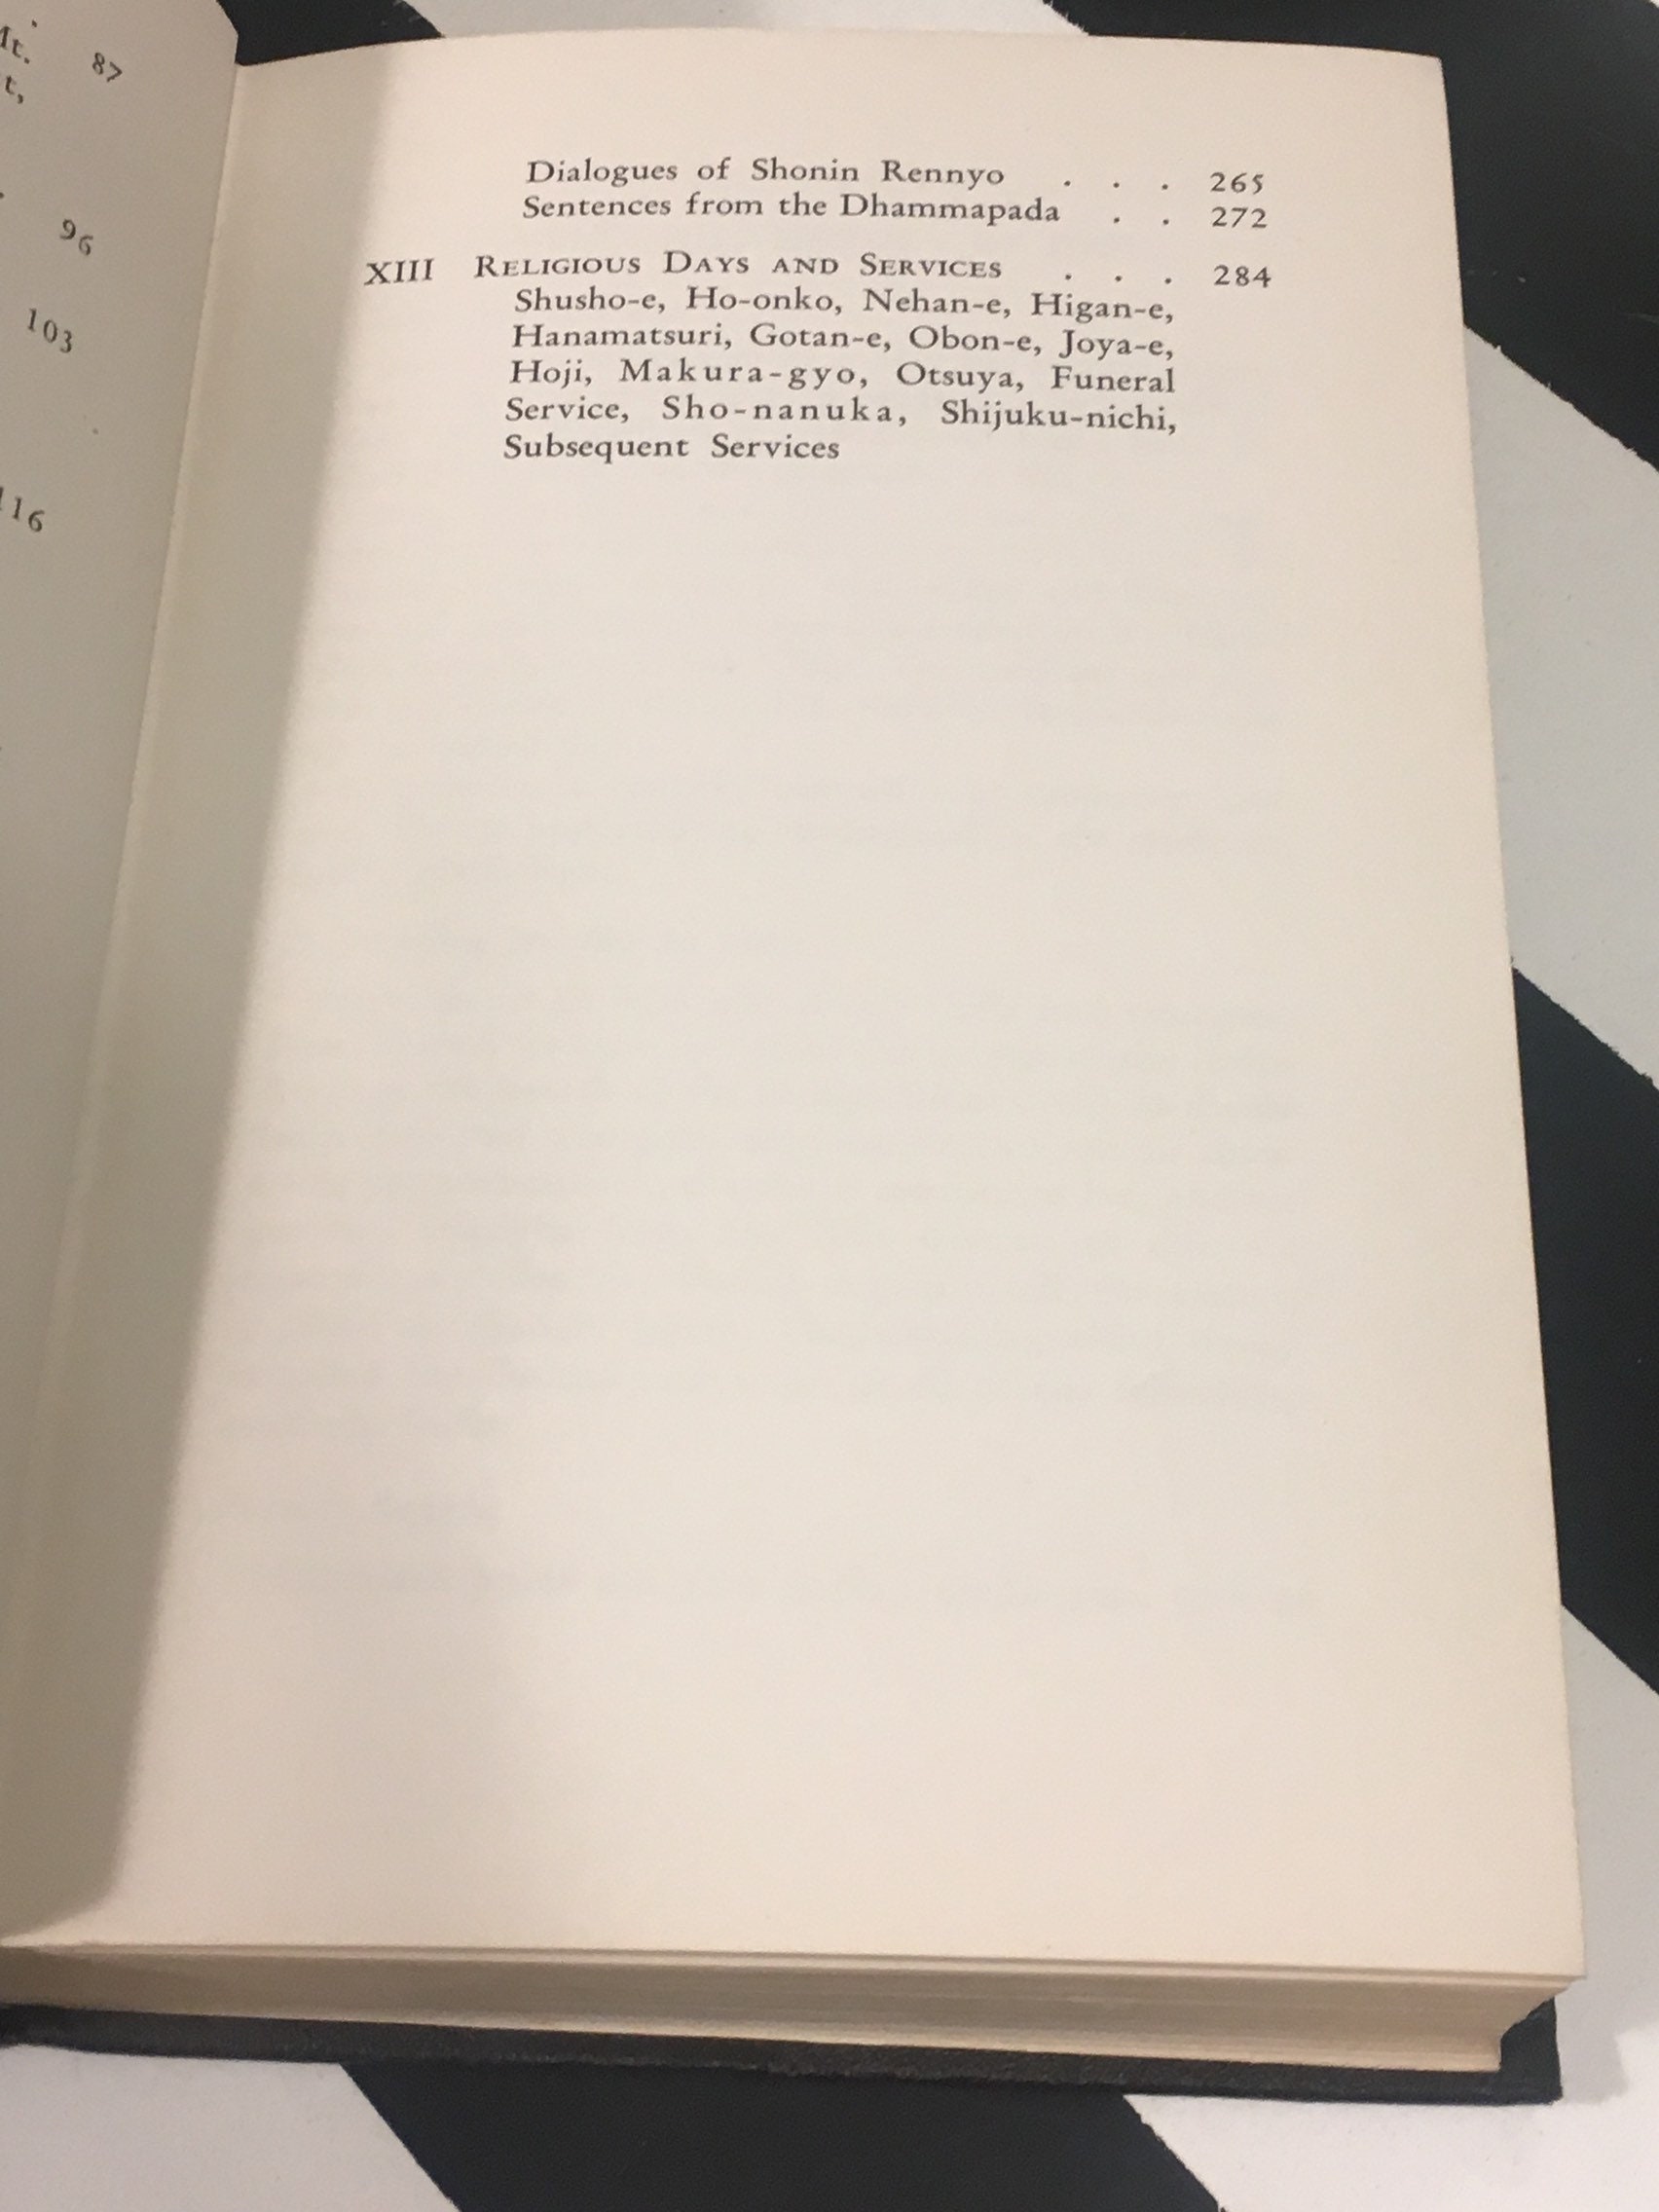 Mt. 87
t,
96
103
116
Dialogues of Shonin Rennyo . . . 265
Sentences from the Dhammapada . . 272
XIII RELIGIOUS DAYS AND SERVICES . . . 284
Shusho-e, Ho-onko, Nehan-e, Higan-e,
Hanamatsuri, Gotan-e, Obon-e, Joya-e,
Hoji, Makura-gyo, Otsuya, Funeral
Service, Sho-nanuka, Shijuku-nichi,
Subsequent Services